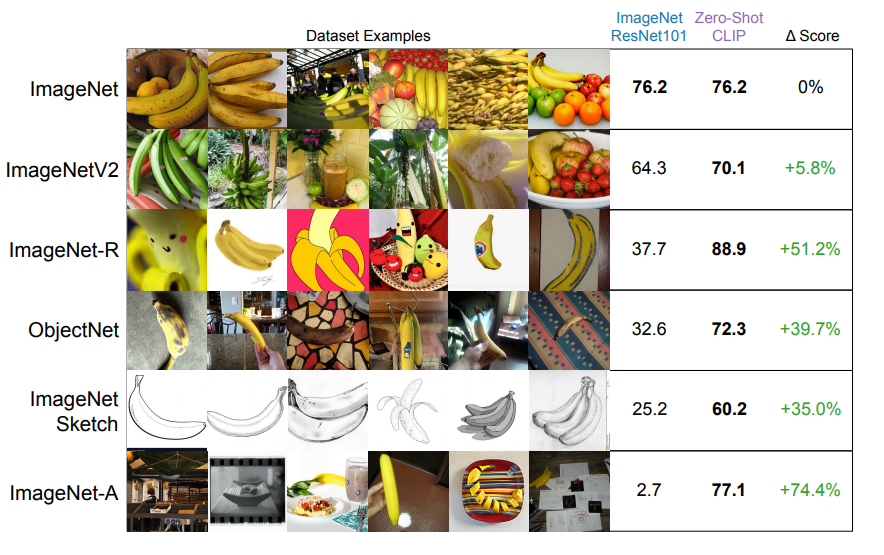 Dataset Examples
ImageNet ResNet101
Zero-Shot CLIP
Δ Score
ImageNet 76.2 76.2 0%
ImageNetV2 64.3 70.1 +5.8%
ImageNet-R 37.7 88.9 +51.2%
ObjectNet 32.6 72.3 +39.7%
ImageNet Sketch 25.2 60.2 +35.0%
ImageNet-A 2.7 77.1 +74.4%